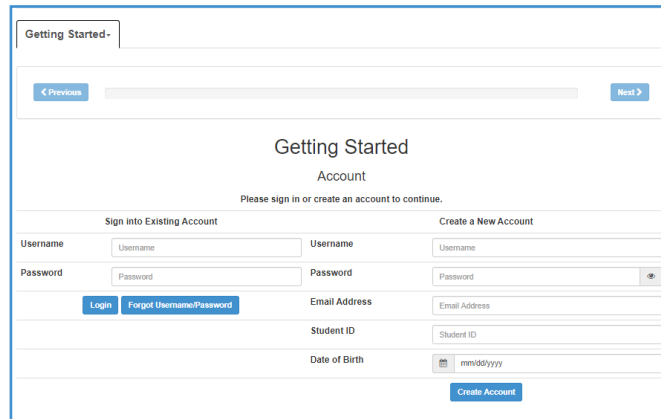 Getting Started
Previous Next
Getting Started
Account
Please sign in or create an account to continue.
Sign into Existing Account Create a New Account
Username Username Username Username
Password Password Password Password
Login Forgot Username/Password Email Address Email Address
Student ID Student ID
Date of Birth mm/dd/yyyy
Create Account